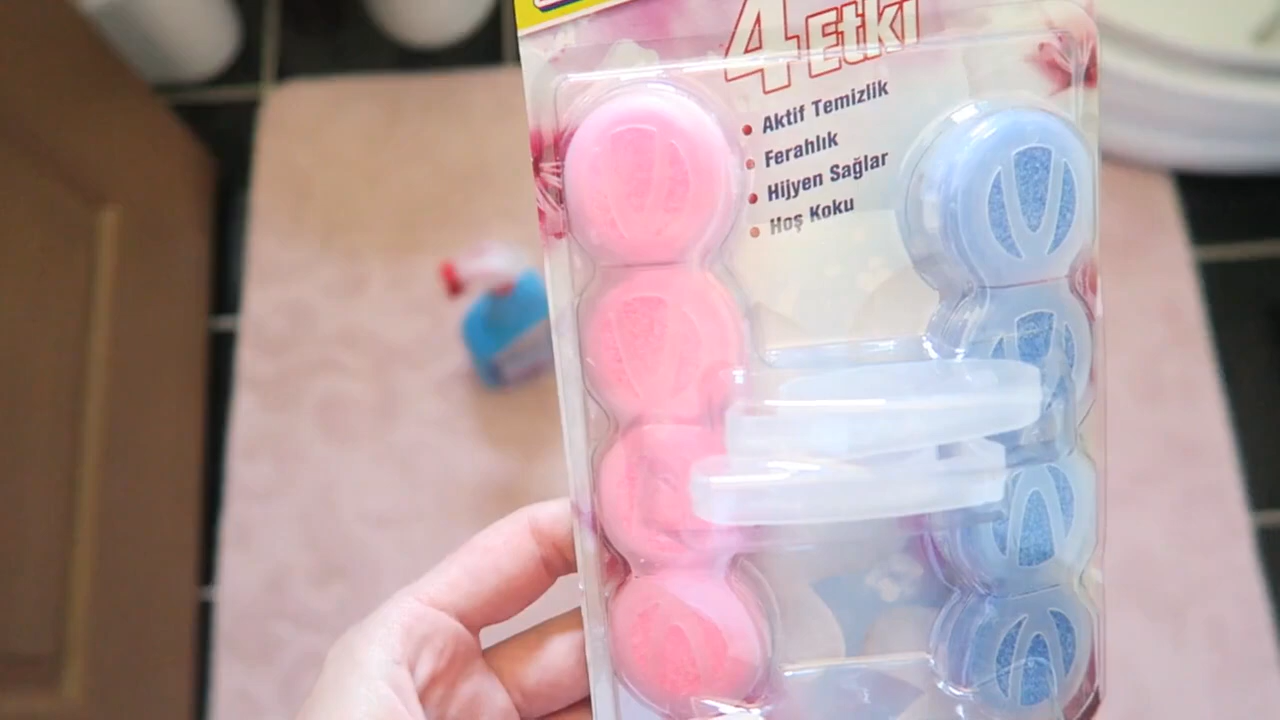 4 Etki
Aktif Temizlik
Ferahlık
Hijyen Sağlar
Hoş Koku